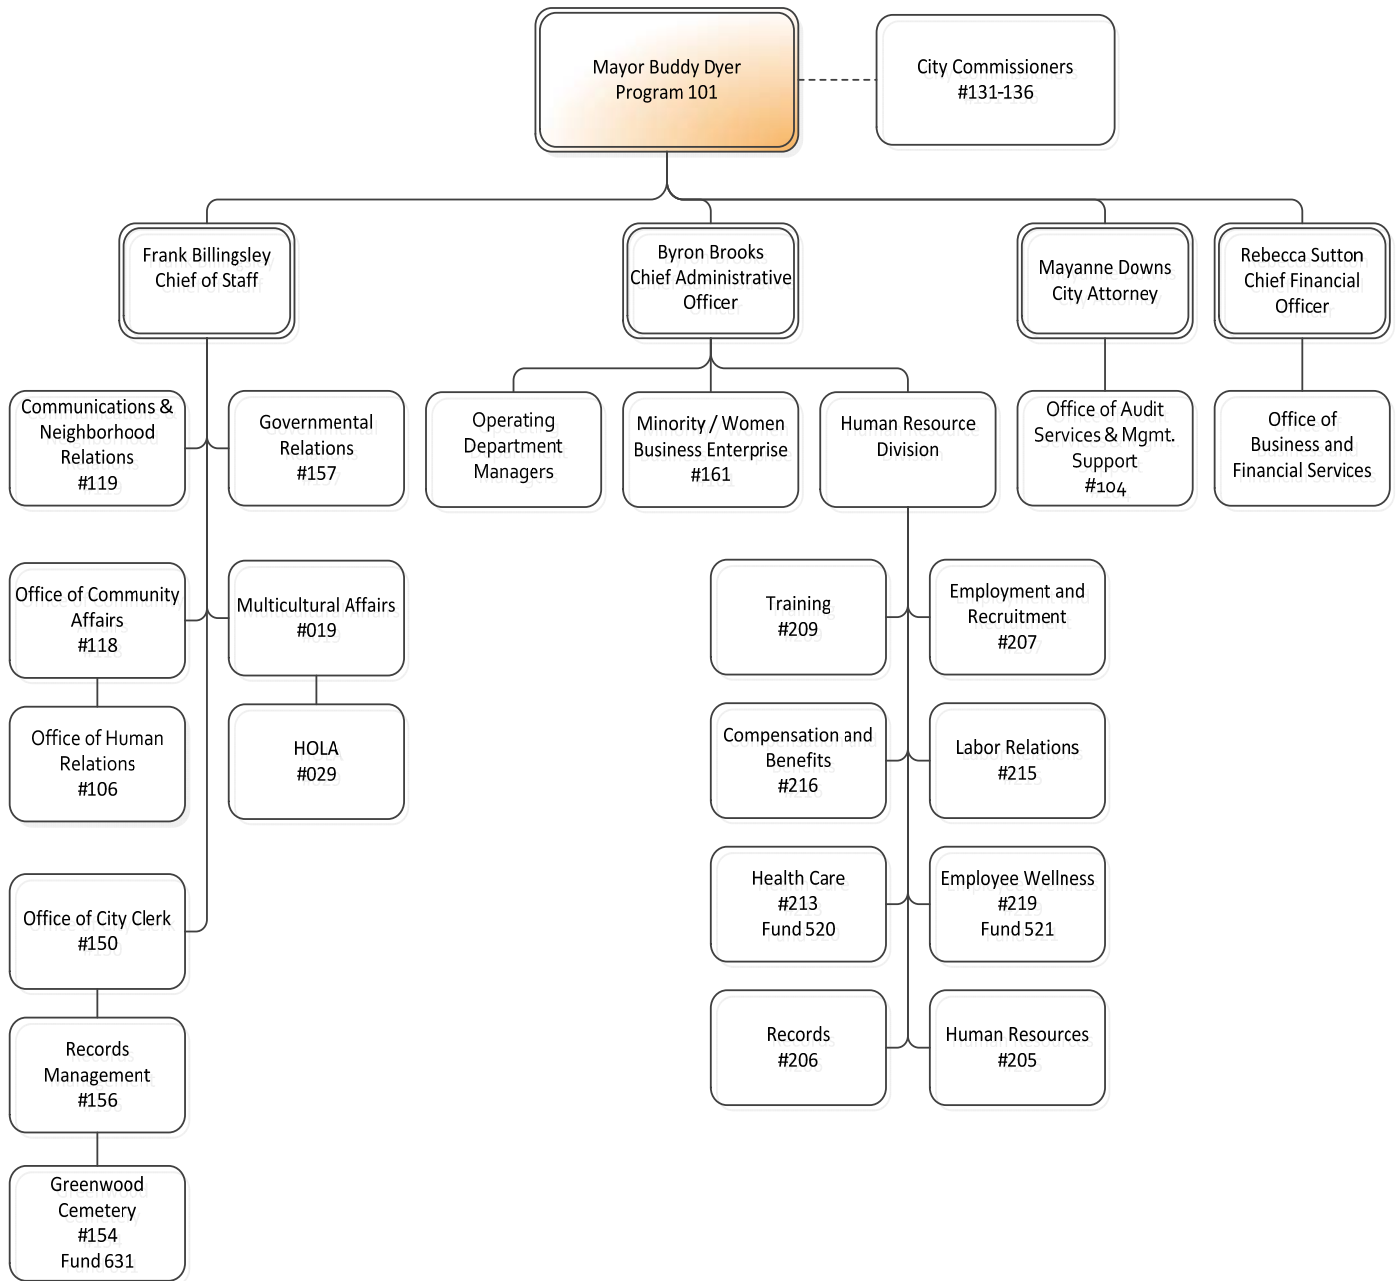 Mayor Buddy Dyer
Program 101
City Commissioners
#131-136
Frank Billingsley
Chief of Staff
Byron Brooks
Chief Administrative
Officer
Mayanne Downs
City Attorney
Rebecca Sutton
Chief Financial
Officer
Communications &
Neighborhood
Relations
#119
Governmental
Relations
#157
Operating
Department
Managers
Minority / Women
Business Enterprise
#161
Human Resource
Division
Office of Audit
Services & Mgmt.
Support
#104
Office of
Business and
Financial Services
Office of Community
Affairs
#118
Multicultural Affairs
#019
Training
#209
Employment and
Recruitment
#207
Office of Human
Relations
#106
HOLA
#029
Compensation and
Benefits
#216
Labor Relations
#215
Health Care
#213
Fund 520
Employee Wellness
#219
Fund 521
Office of City Clerk
#150
Records
#206
Human Resources
#205
Records
Management
#156
Greenwood
Cemetery
#154
Fund 631